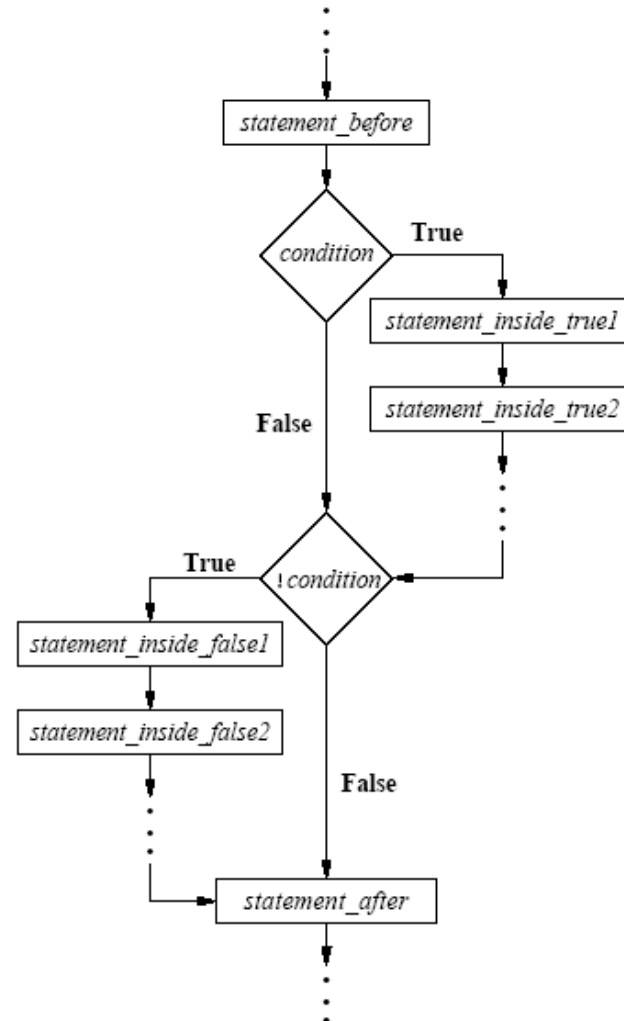 statement_before
condition
True
statement_inside_true1
statement_inside_true2
False
!condition
True
statement_inside_false1
statement_inside_false2
False
statement_after